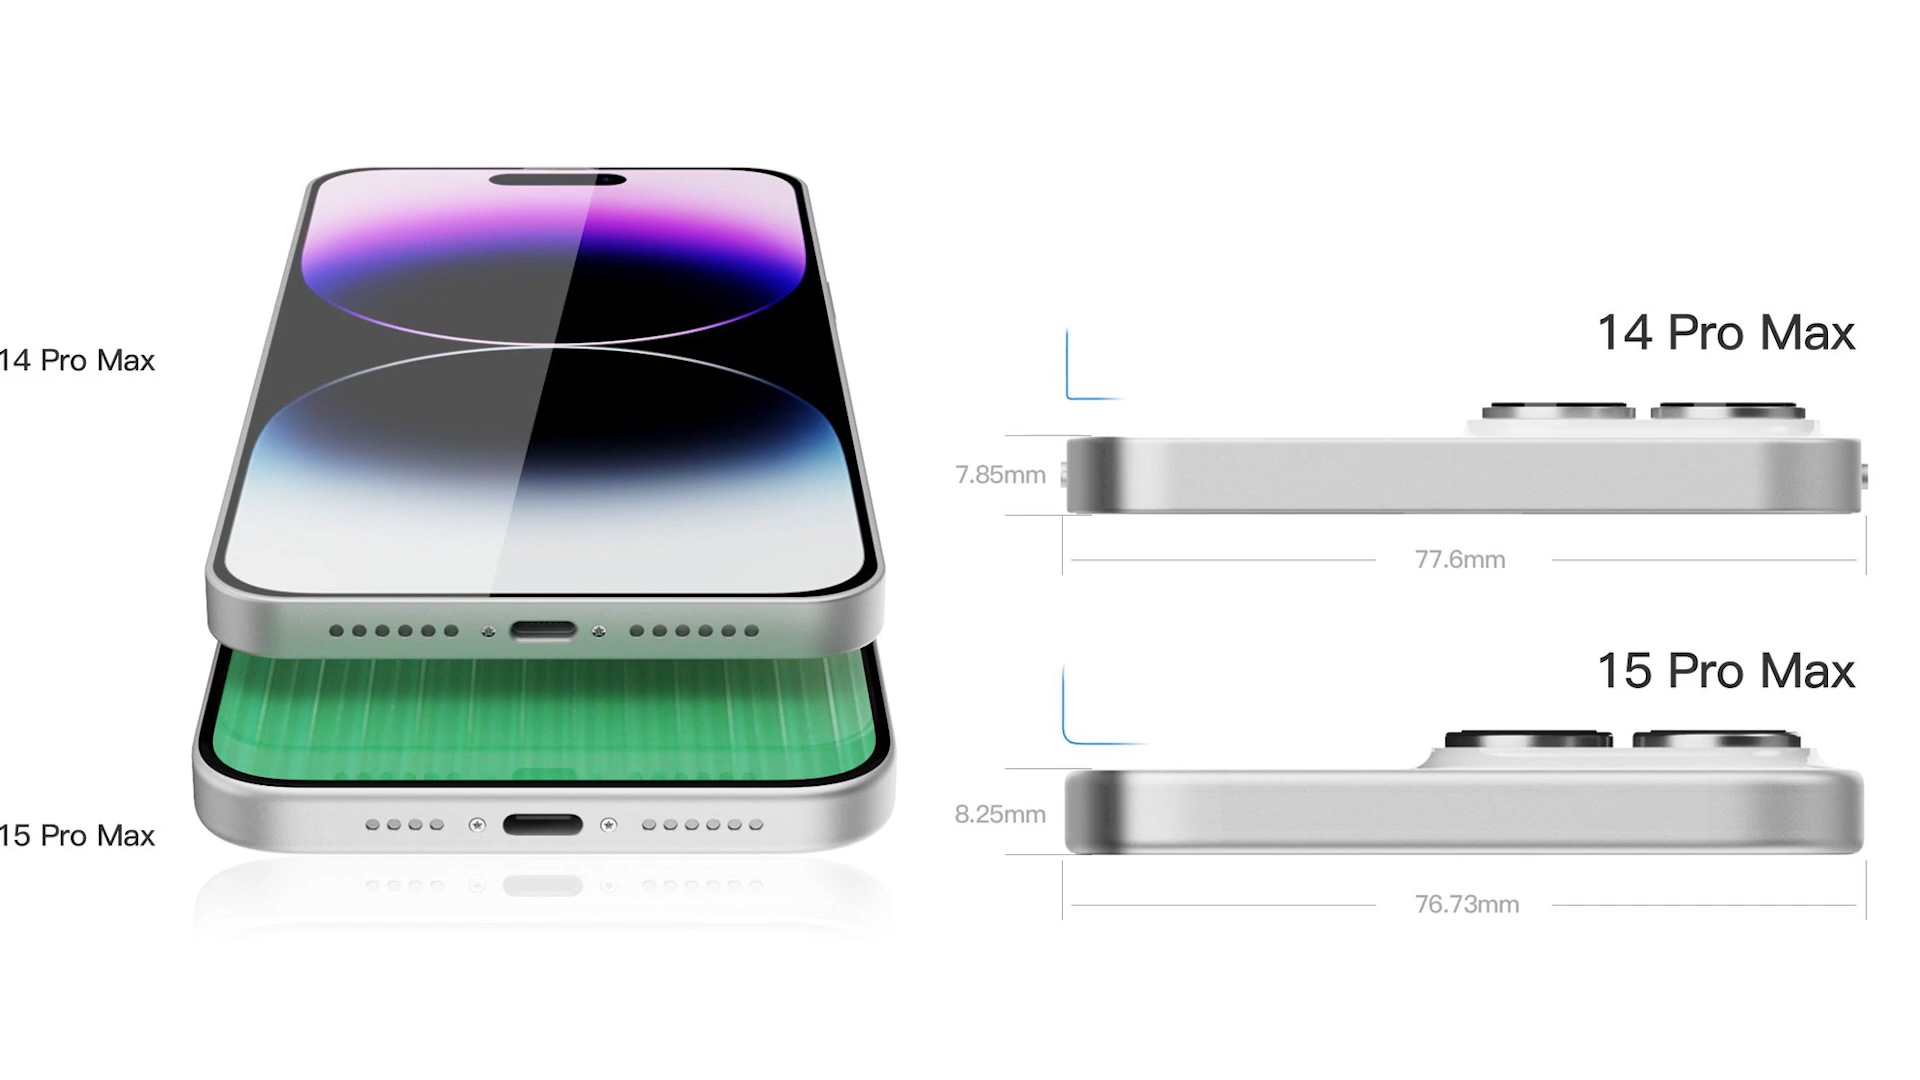 14 Pro Max
15 Pro Max
14 Pro Max
7.85mm
77.6mm
15 Pro Max
8.25mm
76.73mm